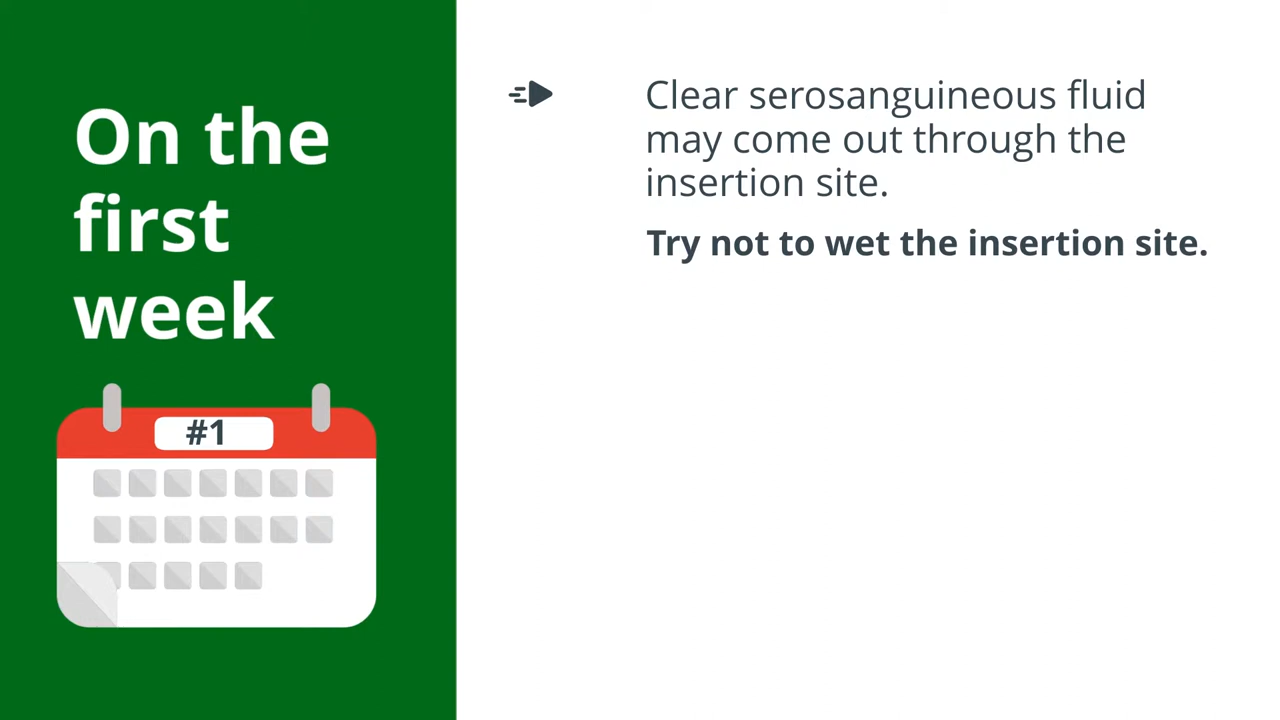 On the
first
week
#1
Clear serosanguineous fluid
may come out through the
insertion site.
Try not to wet the insertion site.